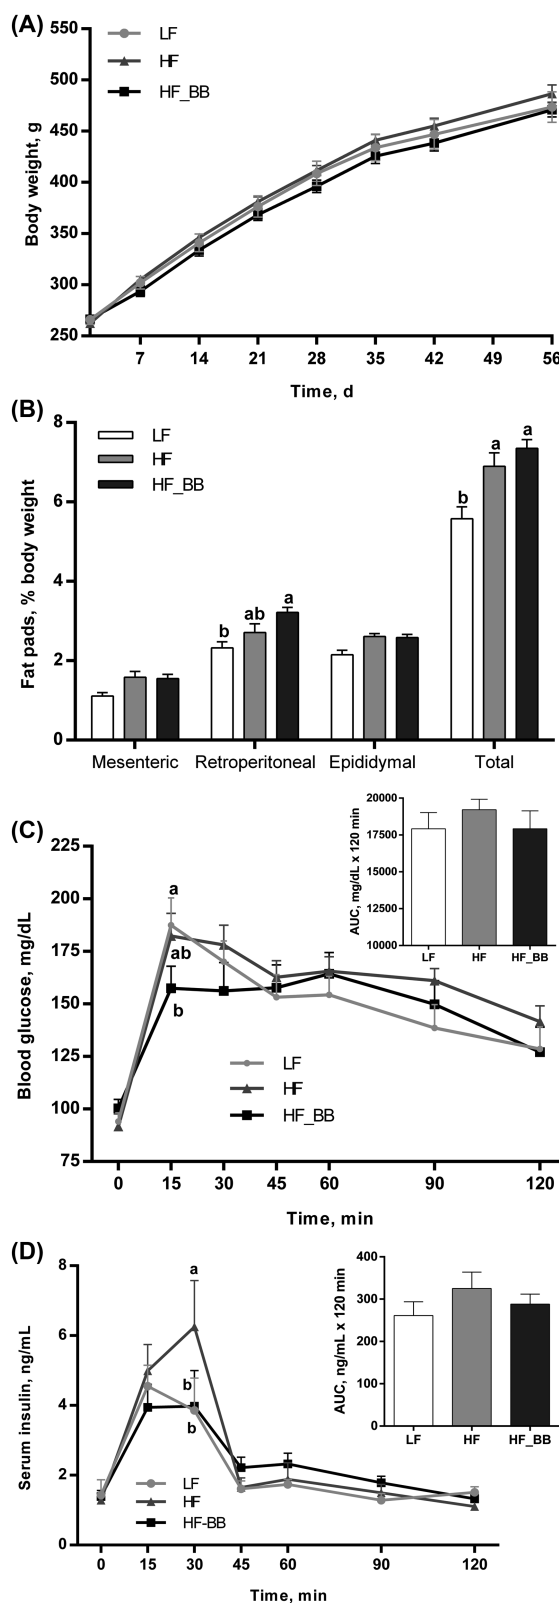 (A)
550
500
450
400
350
300
250
Body weight, g
LF
HF
HF_BB
7 14 21 28 35 42 49 56
Time, d
(B)
8
6
4
2
0
Fat pads, % body weight
LF
HF
HF_BB
b a a
b ab a
Mesenteric Retroperitoneal Epididymal Total
(C)
225
200
175
150
125
100
75
Blood glucose, mg/dL
a
ab
b
LF
HF
HF_BB
0 15 30 45 60 90 120
Time, min
20000
17500
15000
12500
10000
AUC, mg/dL x 120 min
LF HF HF_BB
(D)
8
6
4
2
0
Serum insulin, ng/mL
a
b
b
LF
HF
HF-BB
0 15 30 45 60 90 120
Time, min
400
300
200
100
0
AUC, ng/mL x 120 min
LF HF HF_BB